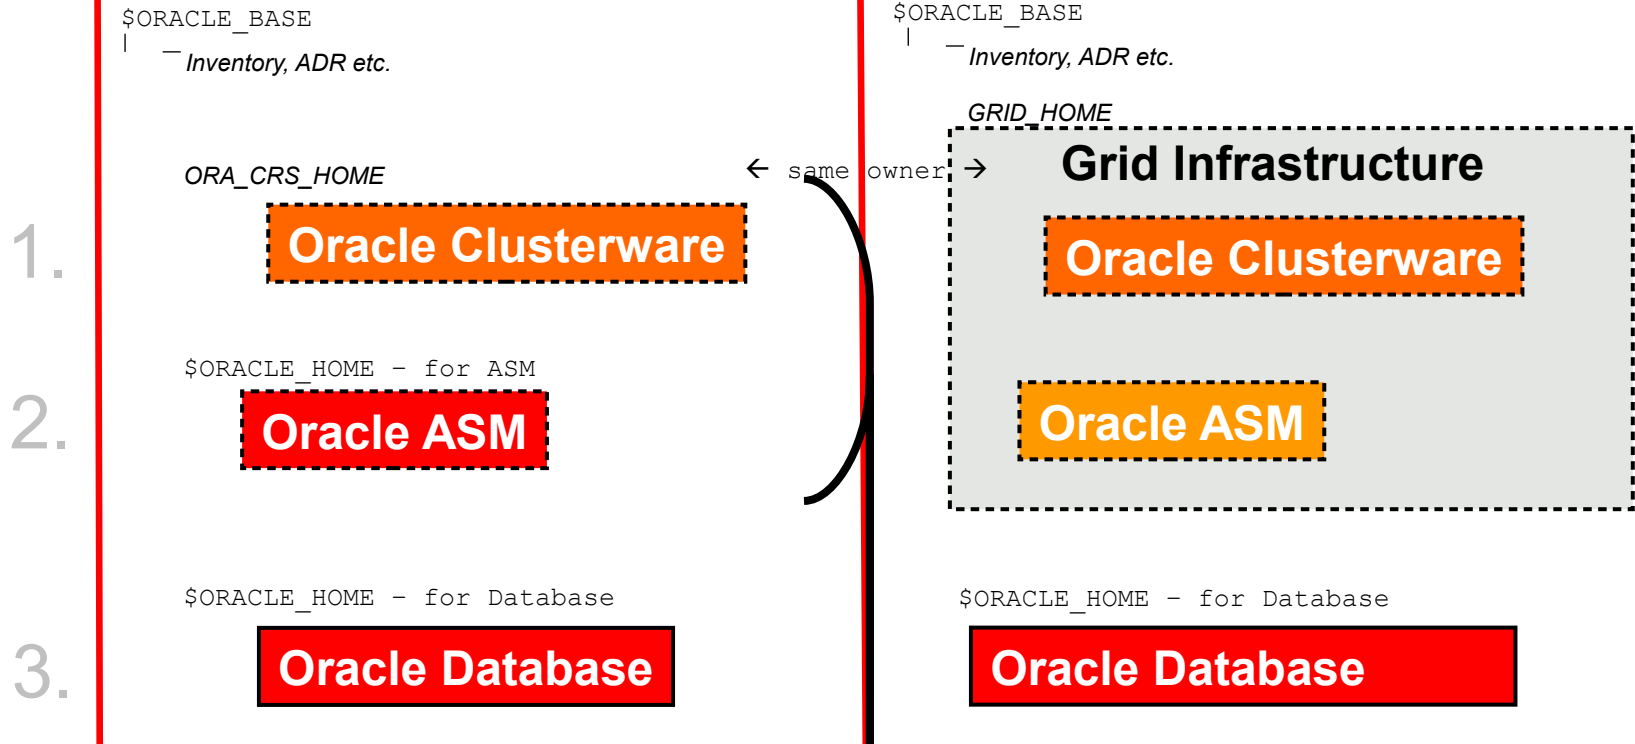 $ORACLE_BASE
| _
Inventory, ADR etc.
ORA_CRS_HOME
1.
Oracle Clusterware
$ORACLE_HOME – for ASM
2.
Oracle ASM
$ORACLE_HOME – for Database
3.
Oracle Database
← same owner →
$ORACLE_BASE
| _
Inventory, ADR etc.
GRID_HOME
Grid Infrastructure
Oracle Clusterware
Oracle ASM
$ORACLE_HOME – for Database
Oracle Database